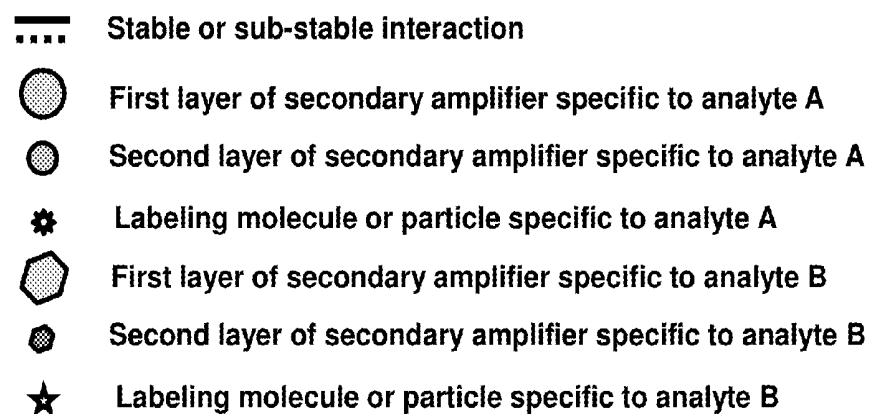 Stable or sub-stable interaction
First layer of secondary amplifier specific to analyte A
Second layer of secondary amplifier specific to analyte A
Labeling molecule or particle specific to analyte A
First layer of secondary amplifier specific to analyte B
Second layer of secondary amplifier specific to analyte B
Labeling molecule or particle specific to analyte B